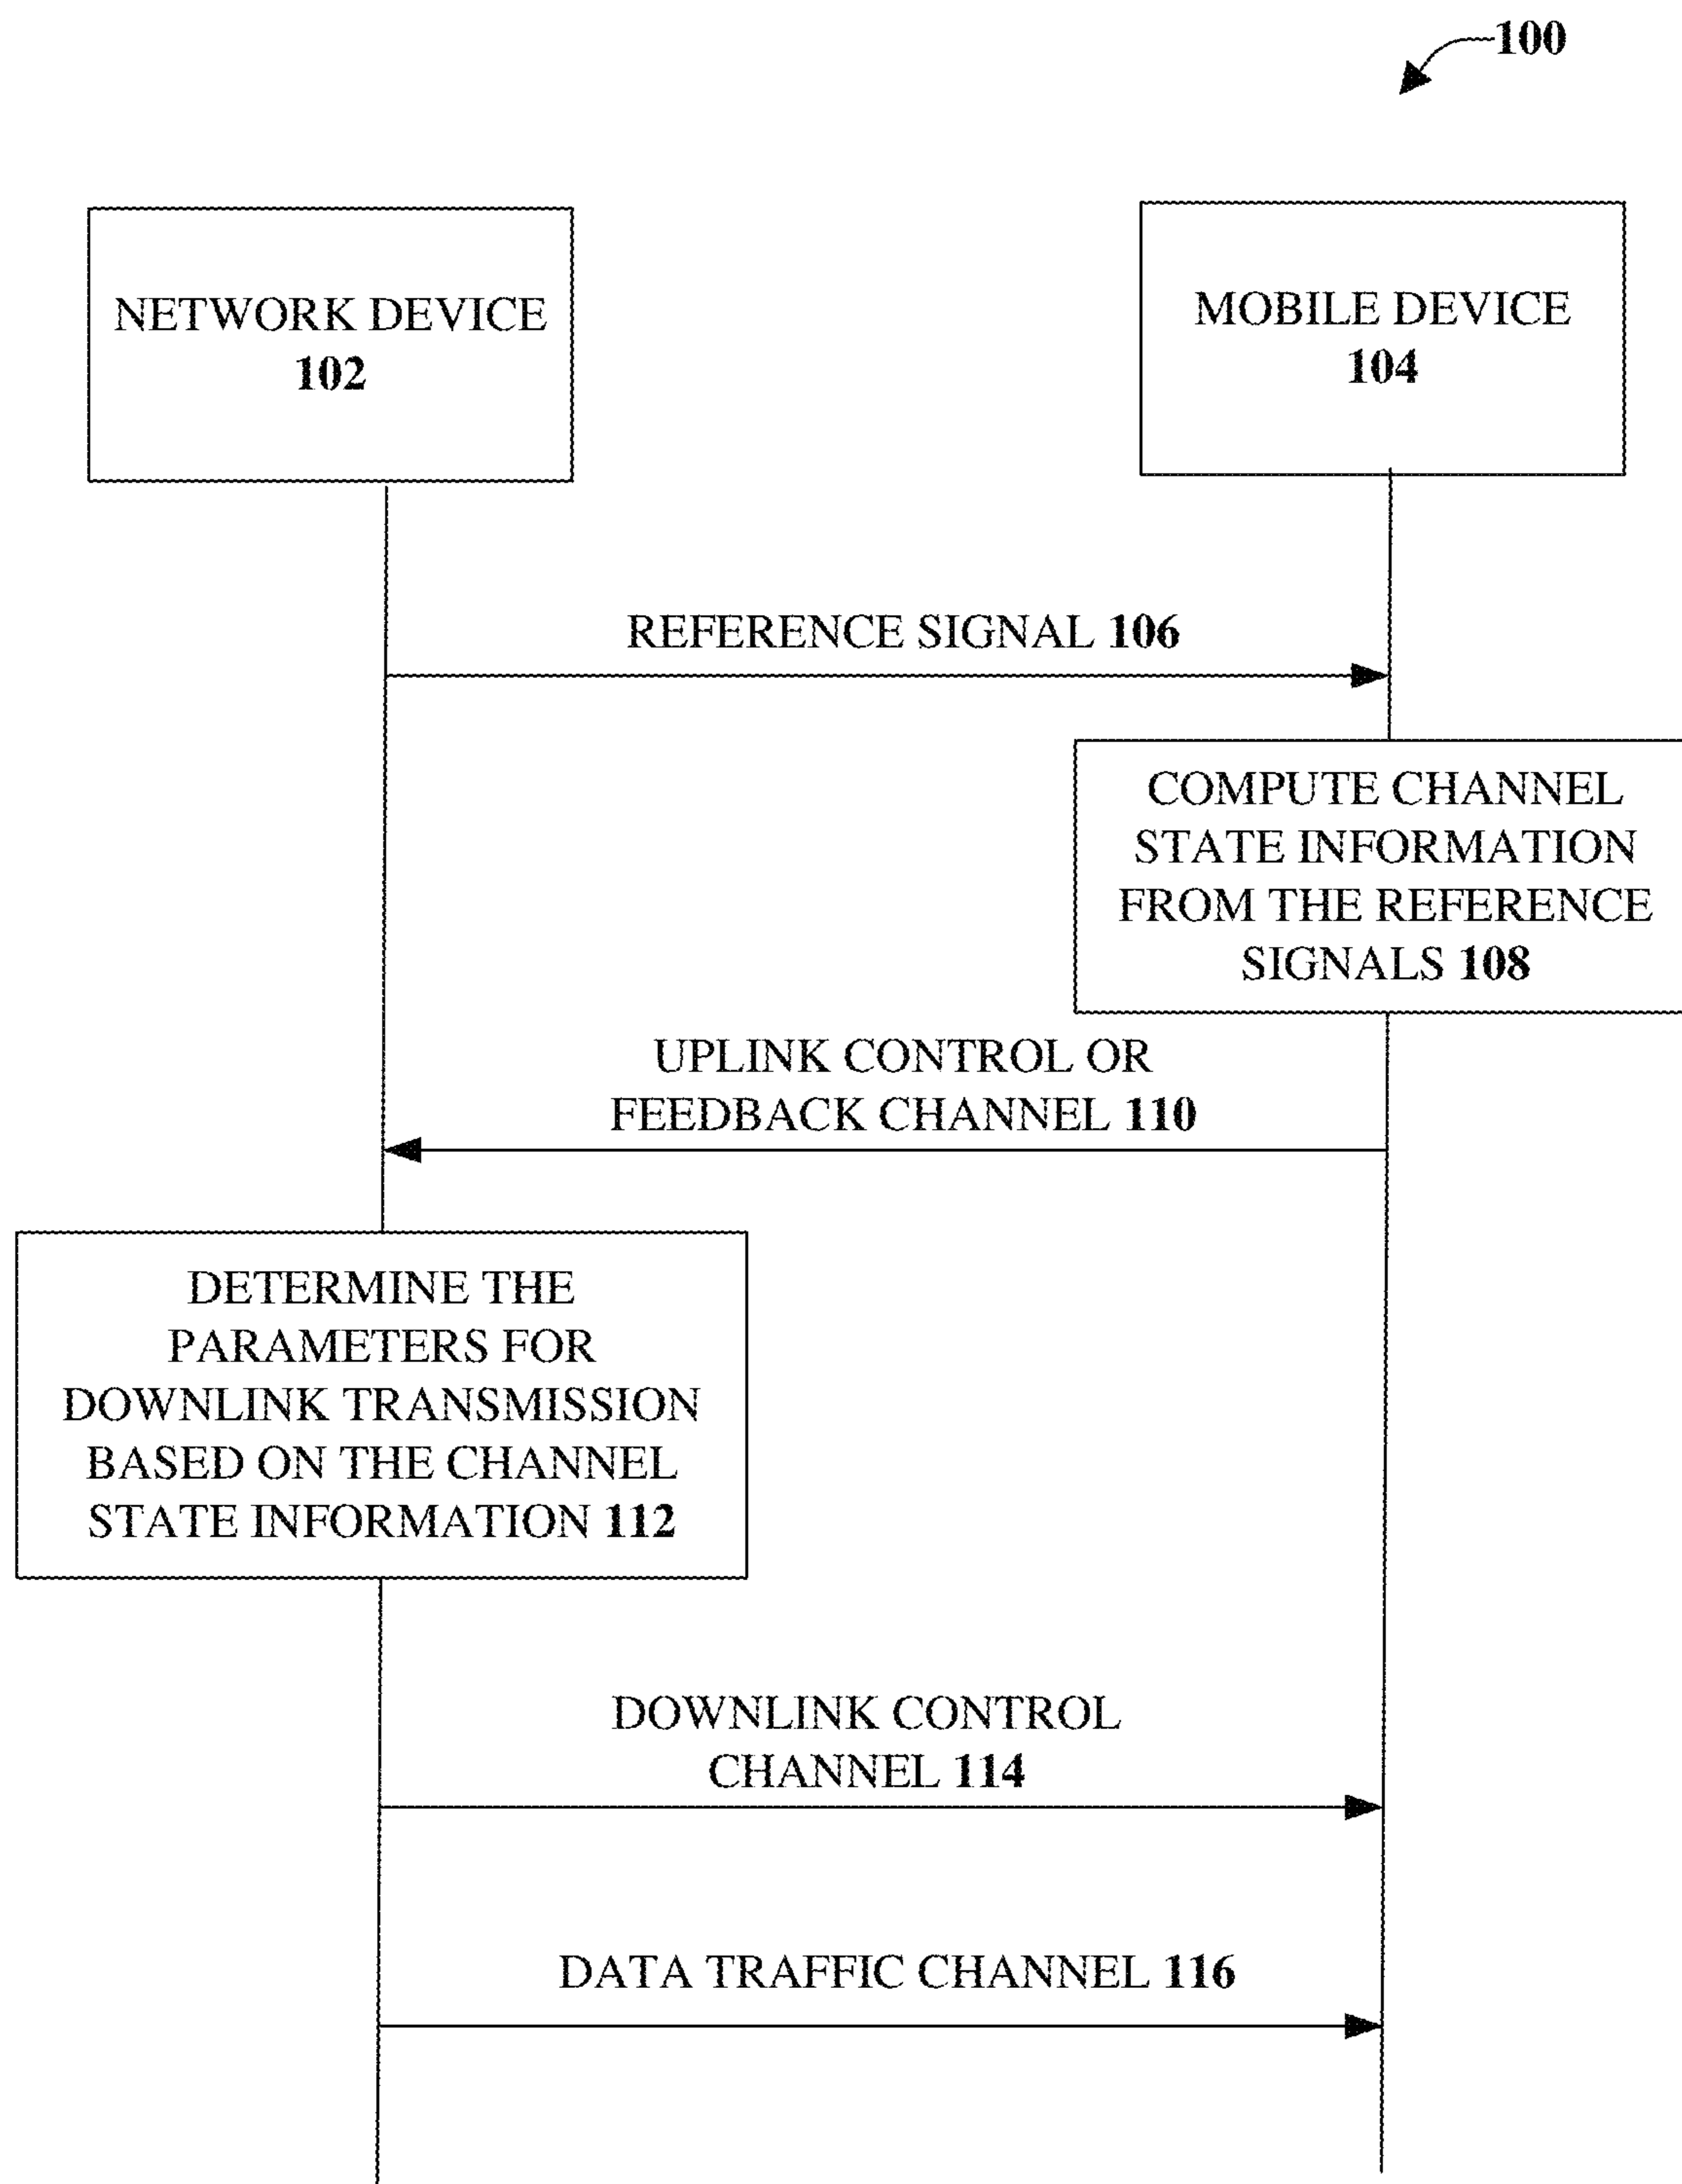 100
NETWORK DEVICE
102
MOBILE DEVICE
104
REFERENCE SIGNAL 106
COMPUTE CHANNEL
STATE INFORMATION
FROM THE REFERENCE
SIGNALS 108
UPLINK CONTROL OR
FEEDBACK CHANNEL 110
DETERMINE THE
PARAMETERS FOR
DOWNLINK TRANSMISSION
BASED ON THE CHANNEL
STATE INFORMATION 112
DOWNLINK CONTROL
CHANNEL 114
DATA TRAFFIC CHANNEL 116